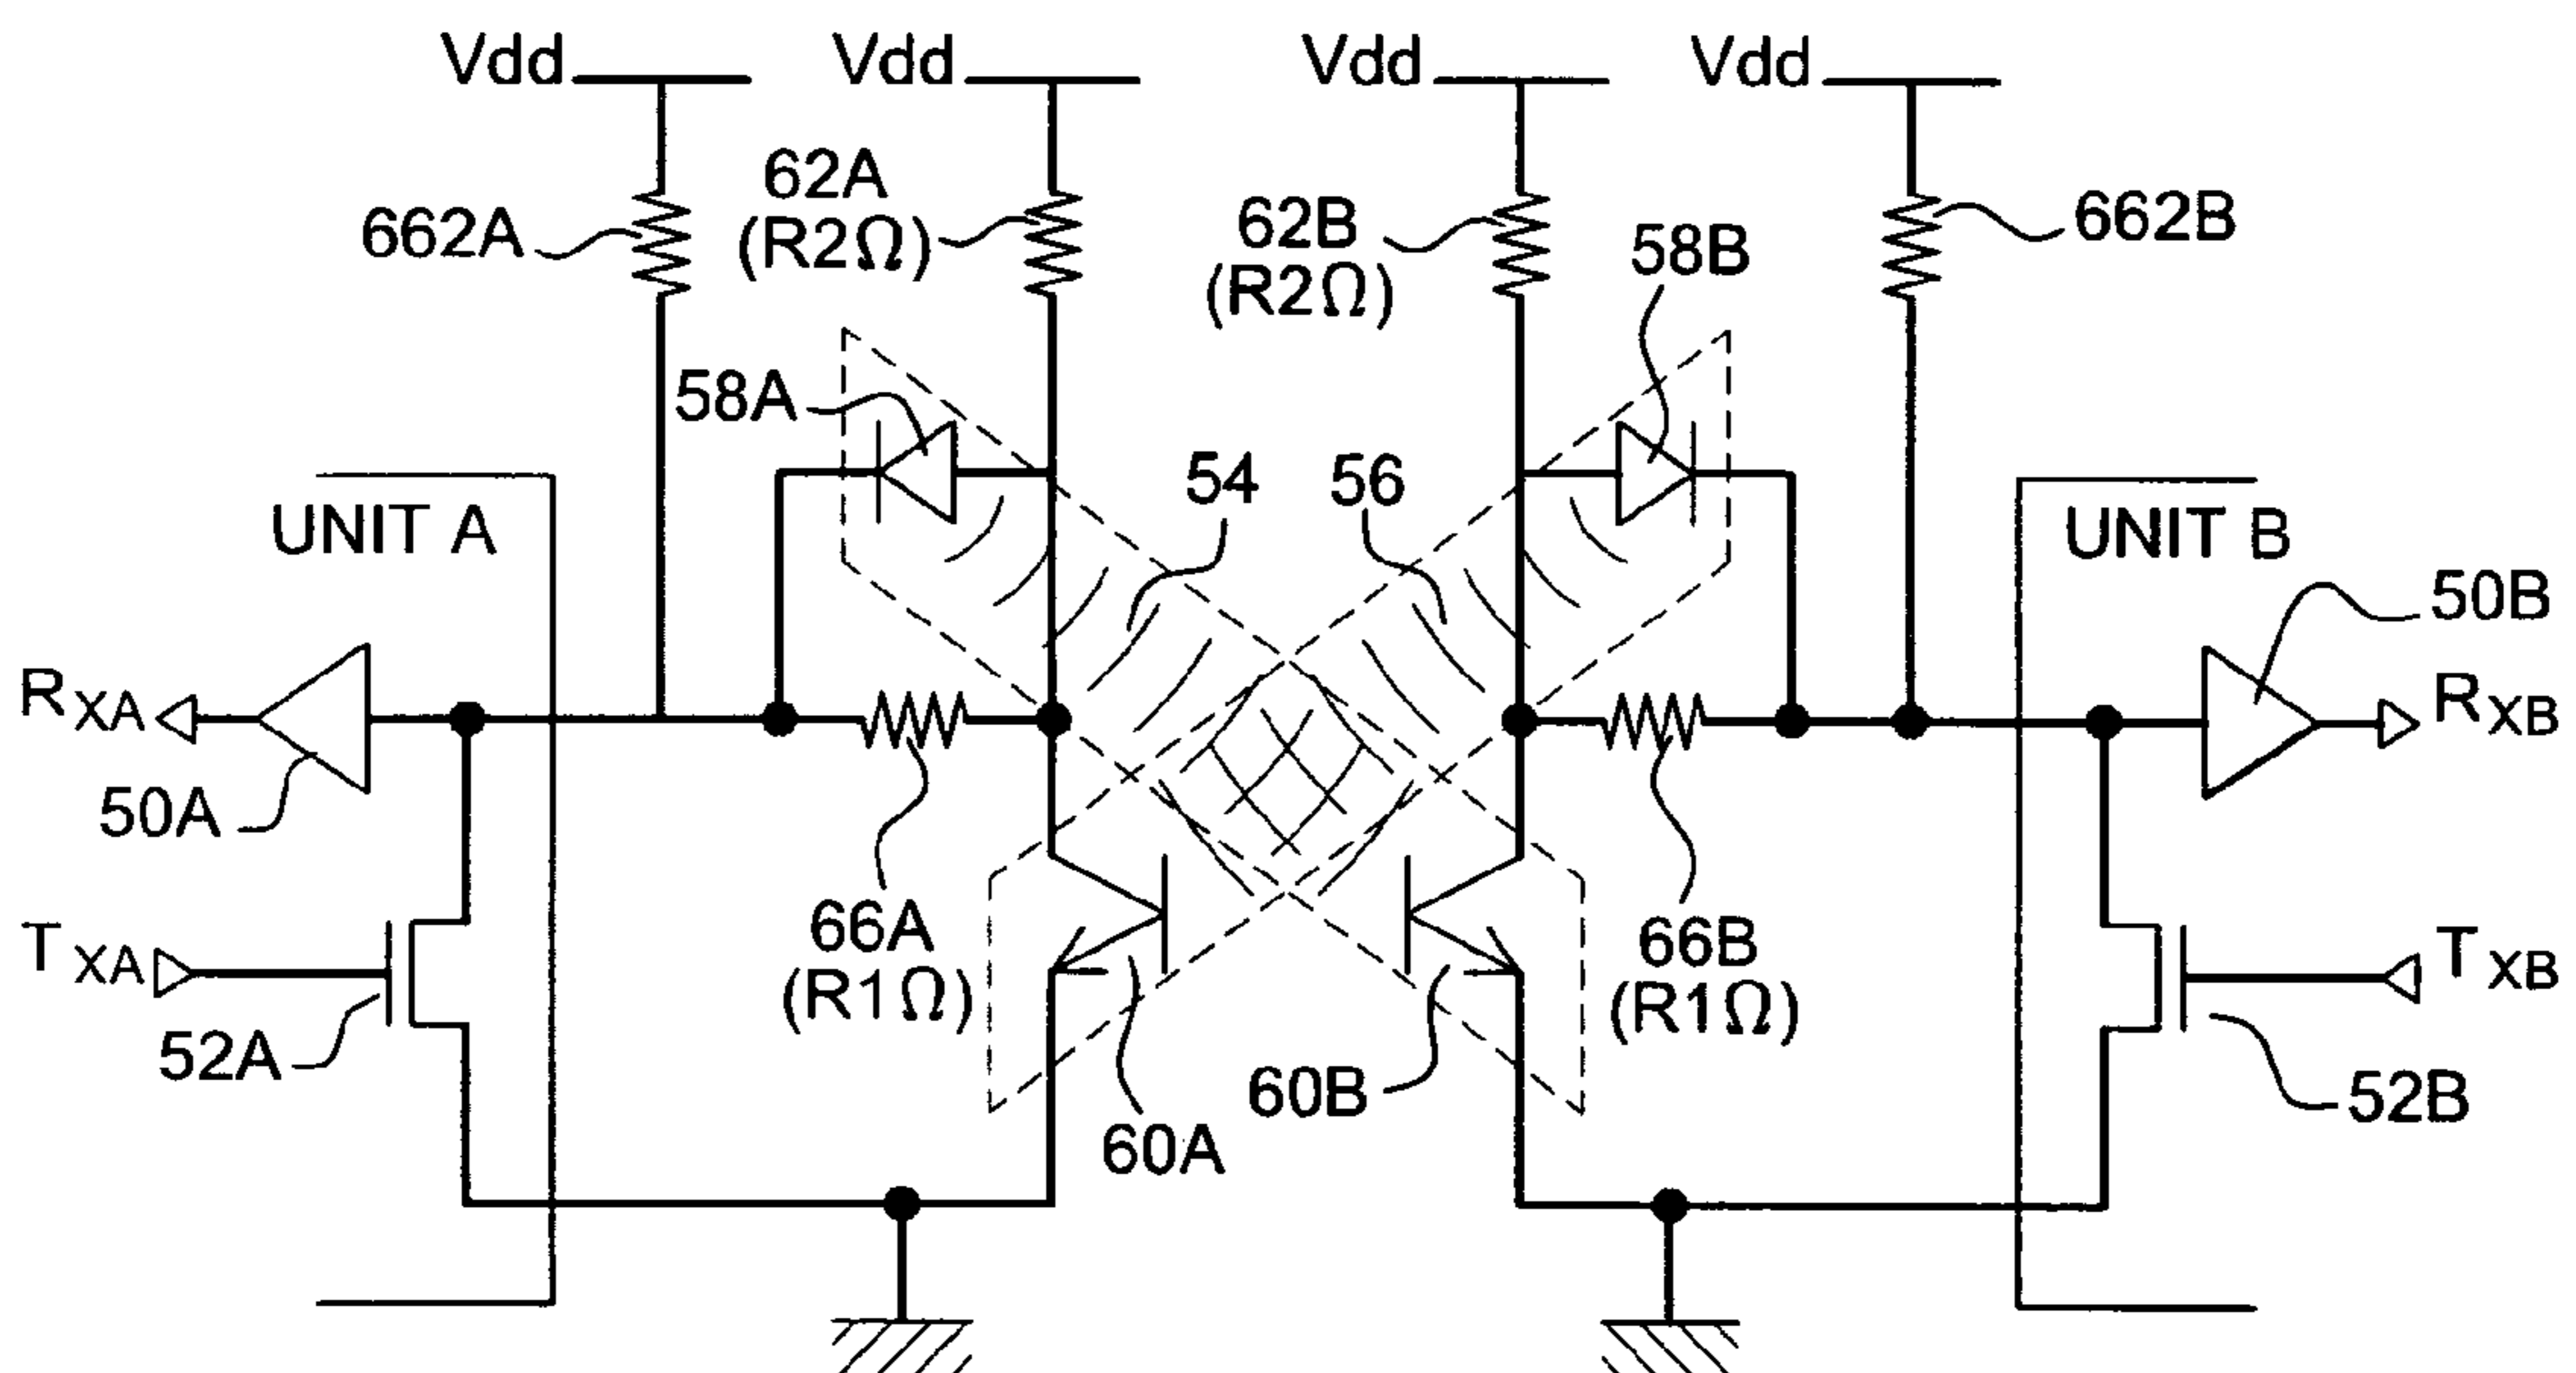 Vdd Vdd Vdd Vdd
662A
62A
(R2Ω)
62B
(R2Ω)
58B
662B
58A
54
56
UNIT A
UNIT B
50B
RXA
RXB
50A
TXA
66A
(R1Ω)
66B
(R1Ω)
TXB
52A
60A
60B
52B